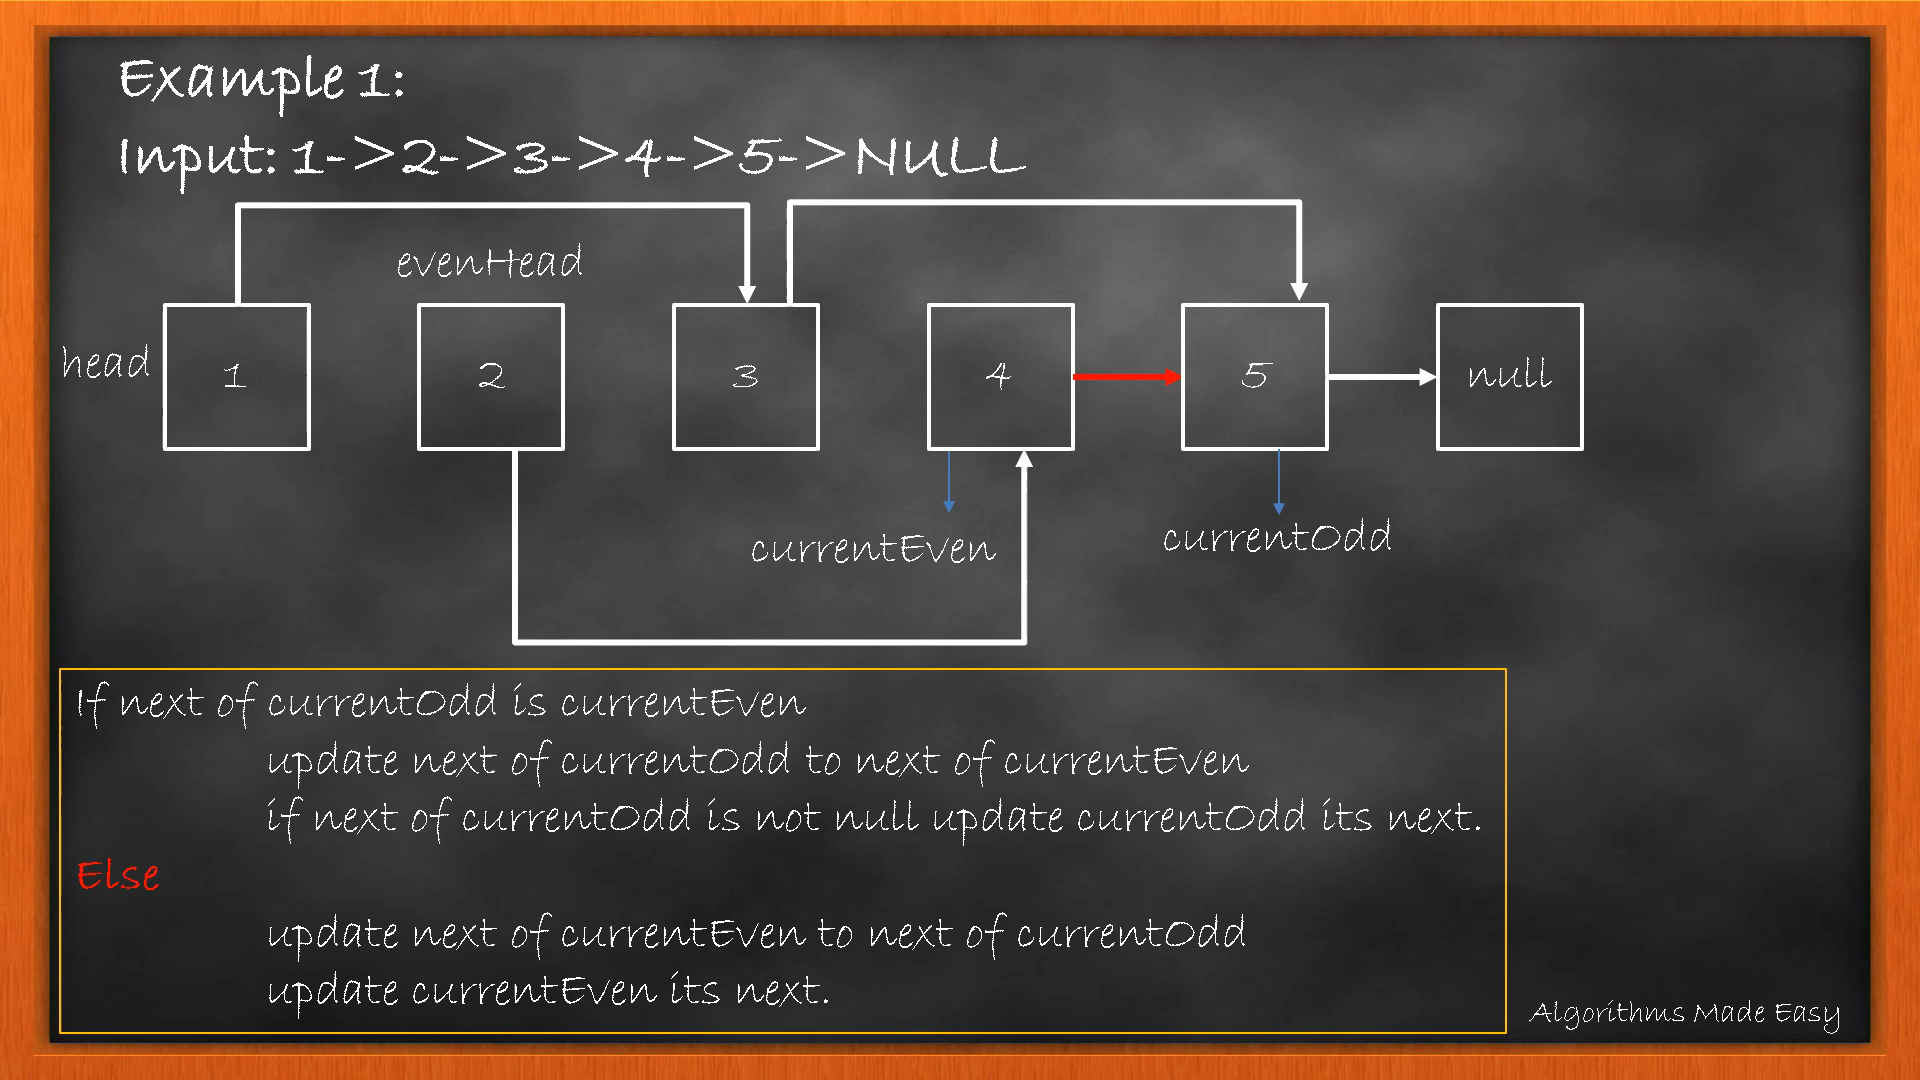 Example 1:
Input: 1->2->3->4->5->NULL
evenHead
head
1
2
3
4
5
null
currentEven
currentOdd
If next of currentOdd is currentEven
update next of currentOdd to next of currentEven
if next of currentOdd is not null update currentOdd its next.
Else
update next of currentEven to next of currentOdd
update currentEven its next.
Algorithms Made Easy